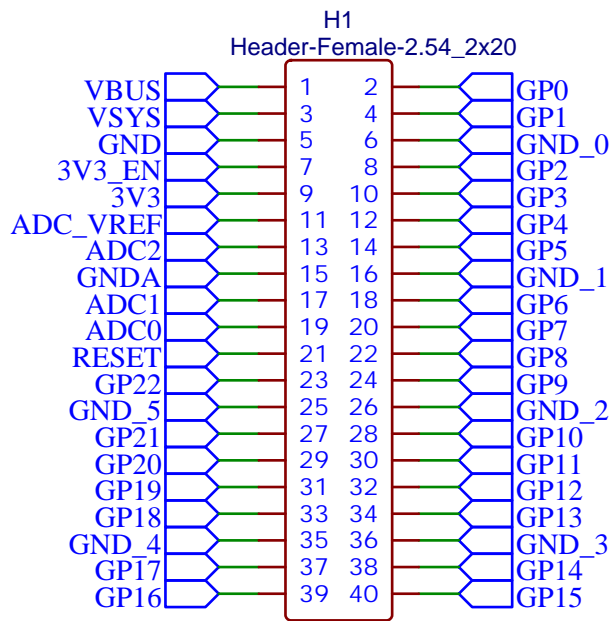 H1
Header-Female-2.54_2x20
VBUS 1 2 GP0
VSYS 3 4 GP1
GND 5 6 GND_0
3V3_EN 7 8 GP2
3V3 9 10 GP3
ADC_VREF 11 12 GP4
ADC2 13 14 GP5
GNDA 15 16 GND_1
ADC1 17 18 GP6
ADC0 19 20 GP7
RESET 21 22 GP8
GP22 23 24 GP9
GND_5 25 26 GND_2
GP21 27 28 GP10
GP20 29 30 GP11
GP19 31 32 GP12
GP18 33 34 GP13
GND_4 35 36 GND_3
GP17 37 38 GP14
GP16 39 40 GP15